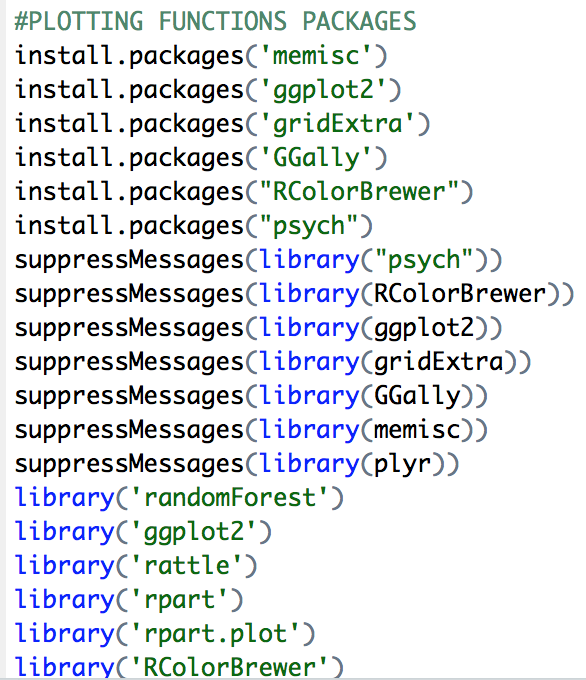 #PLOTTING FUNCTIONS PACKAGES
install.packages('memisc')
install.packages('ggplot2')
install.packages('gridExtra')
install.packages('GGally')
install.packages("RColorBrewer")
install.packages("psych")
suppressMessages(library("psych"))
suppressMessages(library(RColorBrewer))
suppressMessages(library(ggplot2))
suppressMessages(library(gridExtra))
suppressMessages(library(GGally))
suppressMessages(library(memisc))
suppressMessages(library(plyr))
library('randomForest')
library('ggplot2')
library('rattle')
library('rpart')
library('rpart.plot')
library('RColorBrewer')